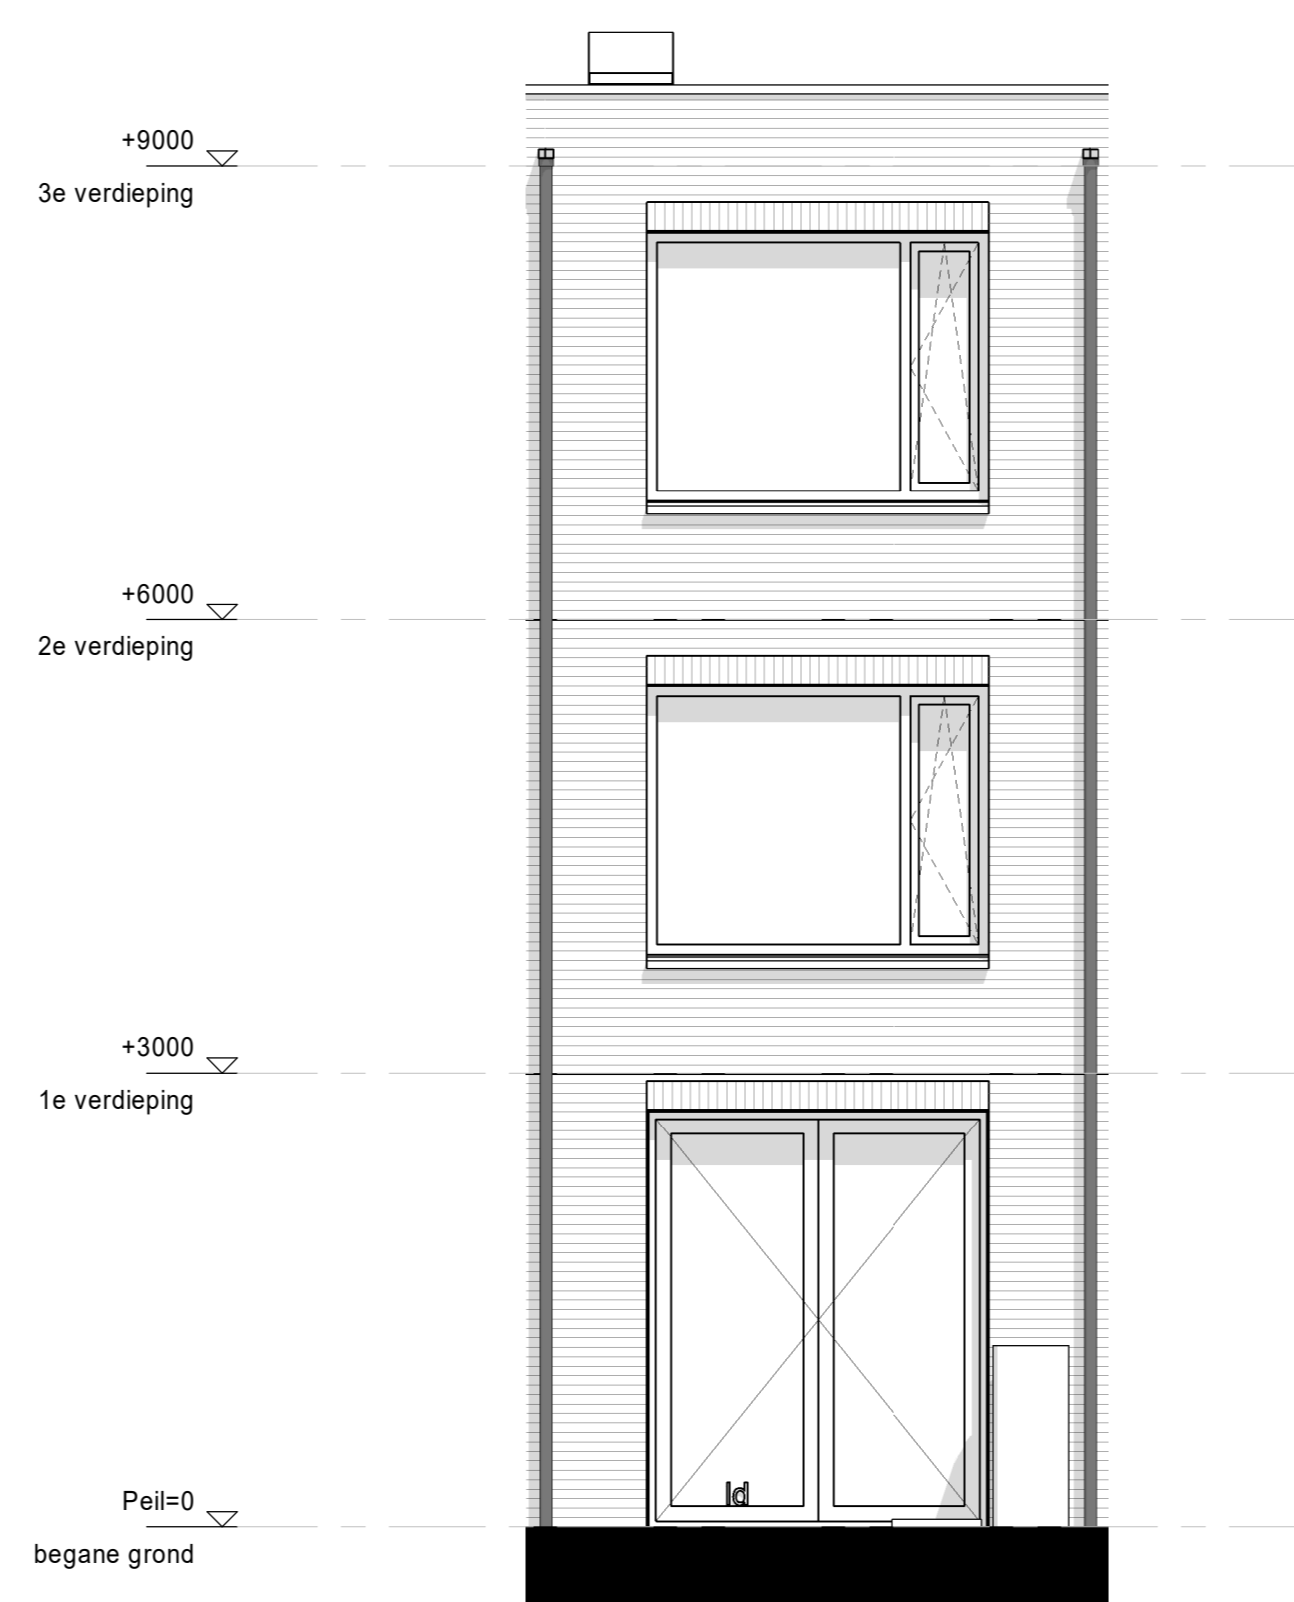 +9000
3e verdieping
+6000
2e verdieping
+3000
1e verdieping
ld
Peil=0
begane grond